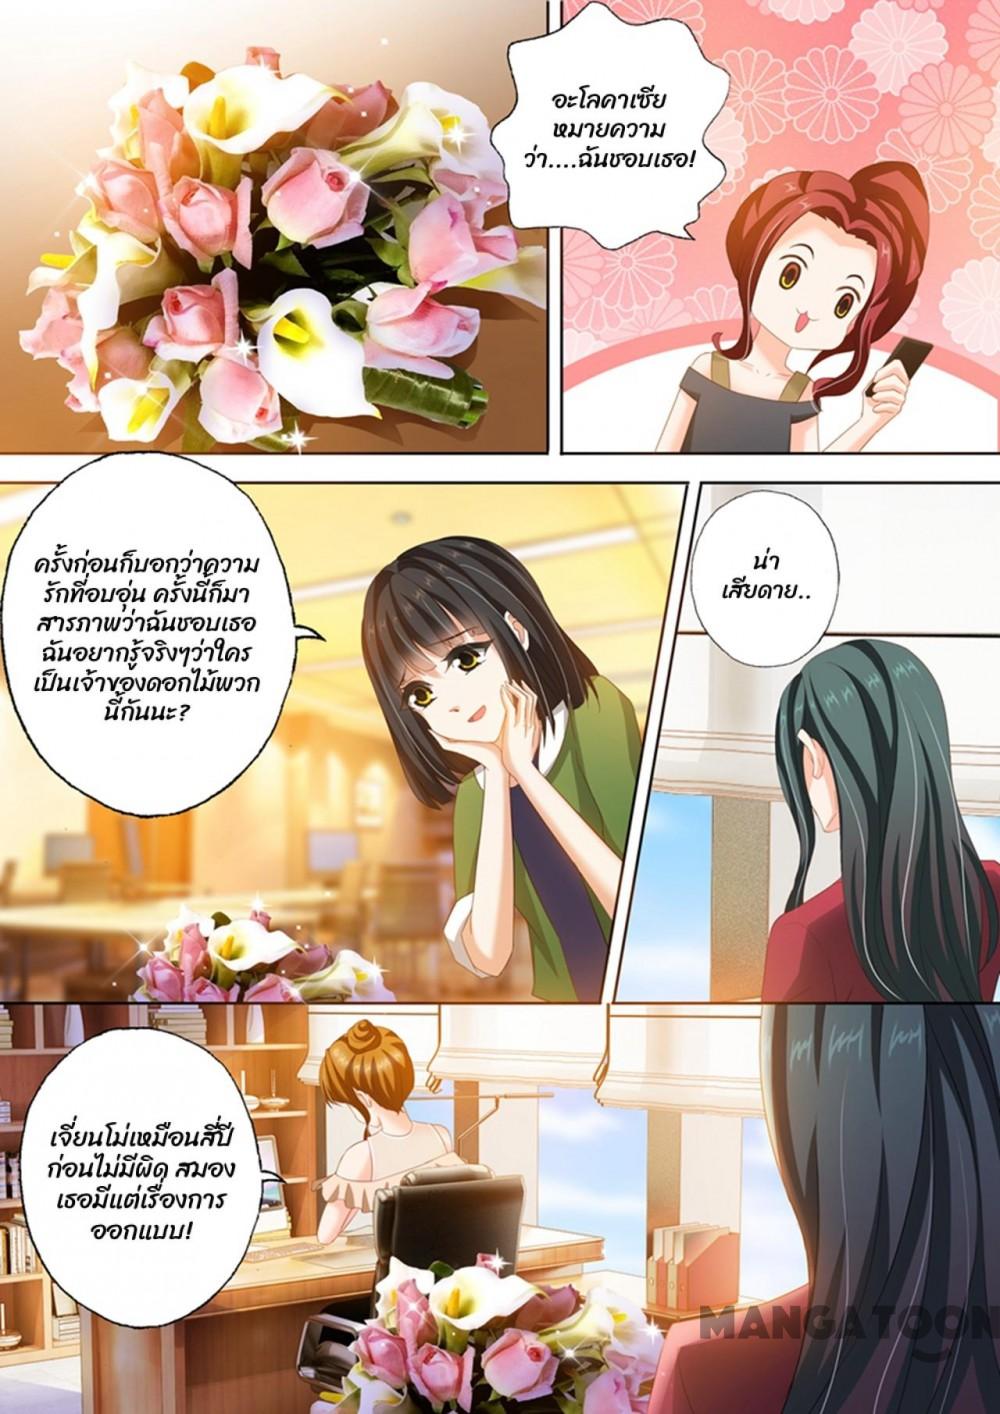 อะโลคาเซีย
หมายความ
ว่า....ฉันชอบเธอ!
ครั้งก่อนก็บอกว่าความ
รักที่อบอุ่น ครั้งนี้ก็มา
สารภาพว่าฉันชอบเธอ
ฉันอยากรู้จริงๆว่าใคร
เป็นเจ้าของดอกไม้พวก
นี้กันนะ?
น่า
เสียดาย..
เจี่ยนโม่เหมือนสี่ปี
ก่อนไม่มีผิด สมอง
เธอมีแต่เรื่องการ
ออกแบบ!
MANGATOON